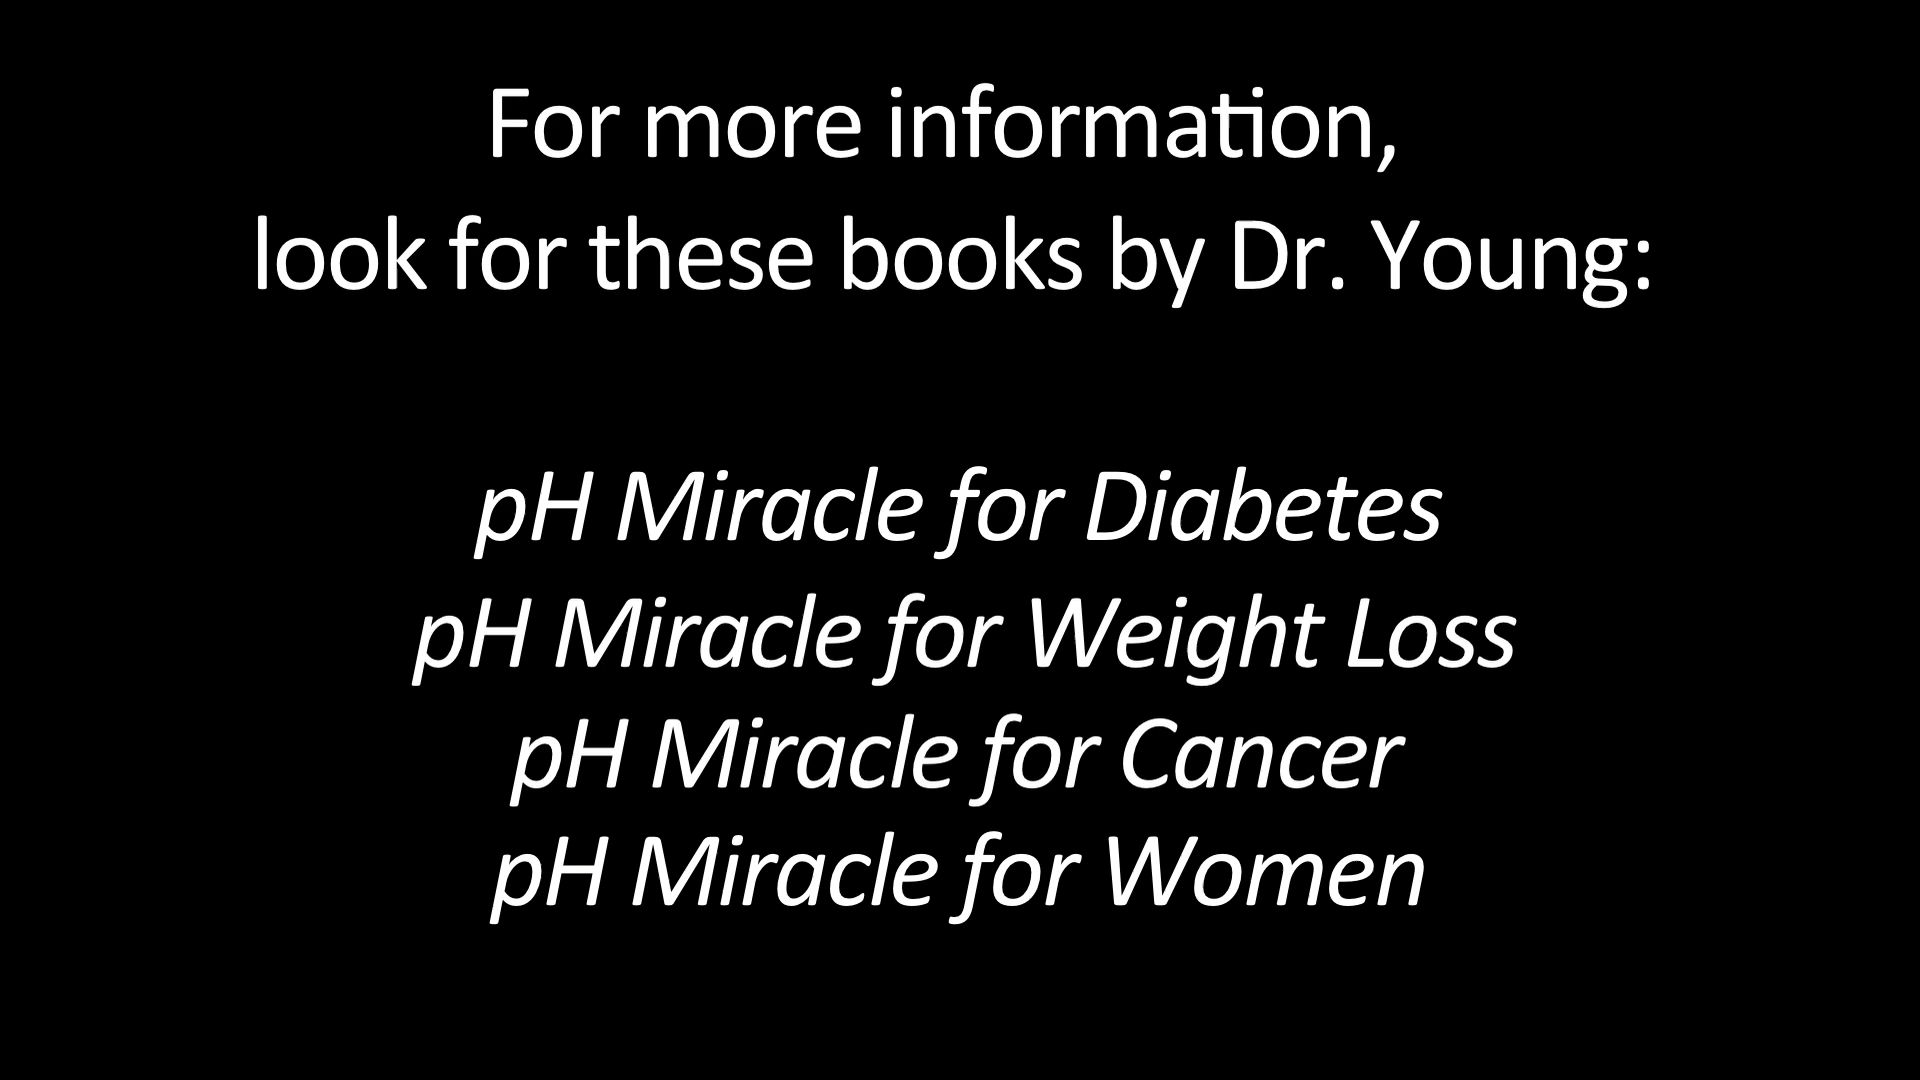 For more information,
look for these books by Dr. Young:
pH Miracle for Diabetes
pH Miracle for Weight Loss
pH Miracle for Cancer
pH Miracle for Women